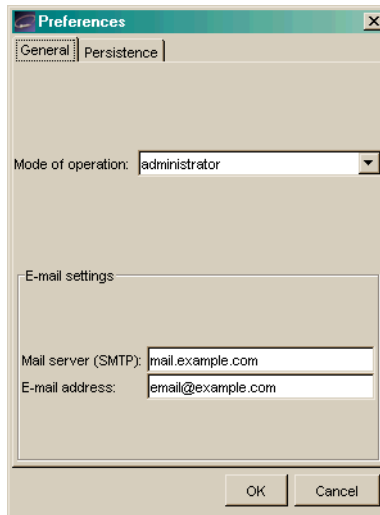 Preferences
General Persistence
Mode of operation: administrator
E-mail settings
Mail server (SMTP): mail.example.com
E-mail address: email@example.com
OK Cancel